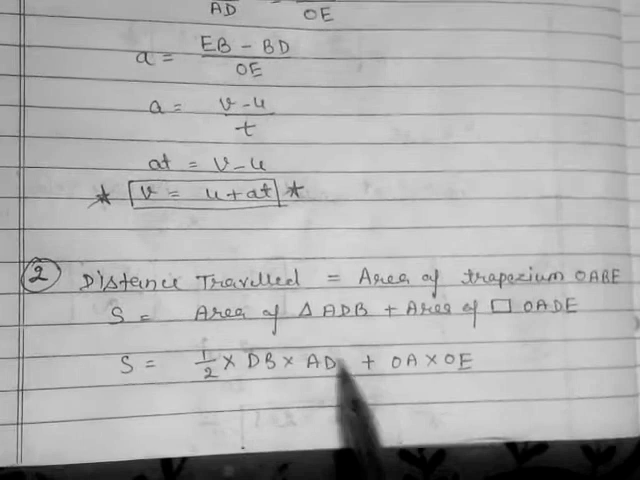 AD OE
a = EB - BD / OE
a = v - u / t
at = v - u
* v = u + at *
2 Distance Travelled = Area of trapezium OABE
S = Area of △ ADB + Area of □ OADE
S = 1/2 × DB × AD + OA × OE